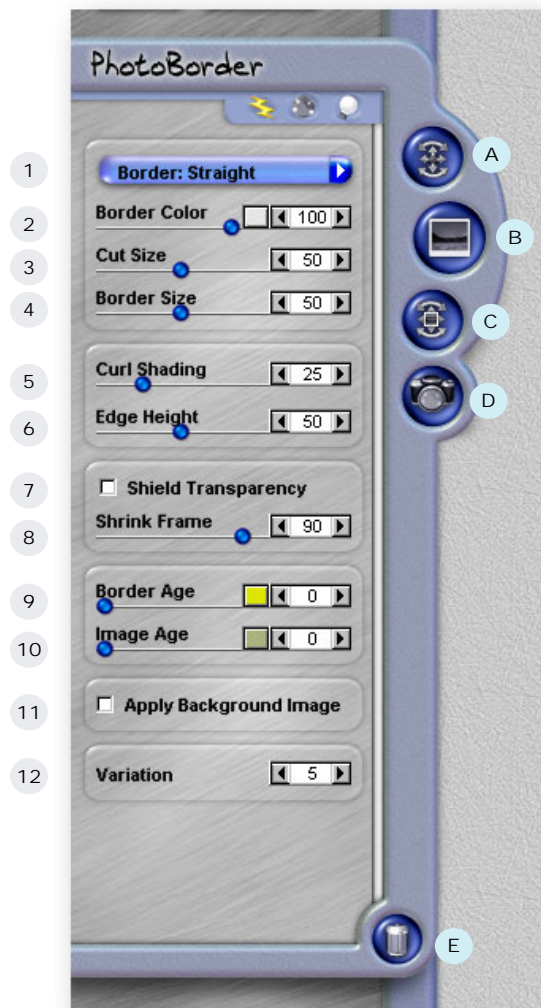 PhotoBorder
A
1 Border: Straight
B
2 Border Color 100
3 Cut Size 50
4 Border Size 50
C
5 Curl Shading 25
D
6 Edge Height 50
7 Shield Transparency
8 Shrink Frame 90
9 Border Age 0
10 Image Age 0
11 Apply Background Image
12 Variation 5
E